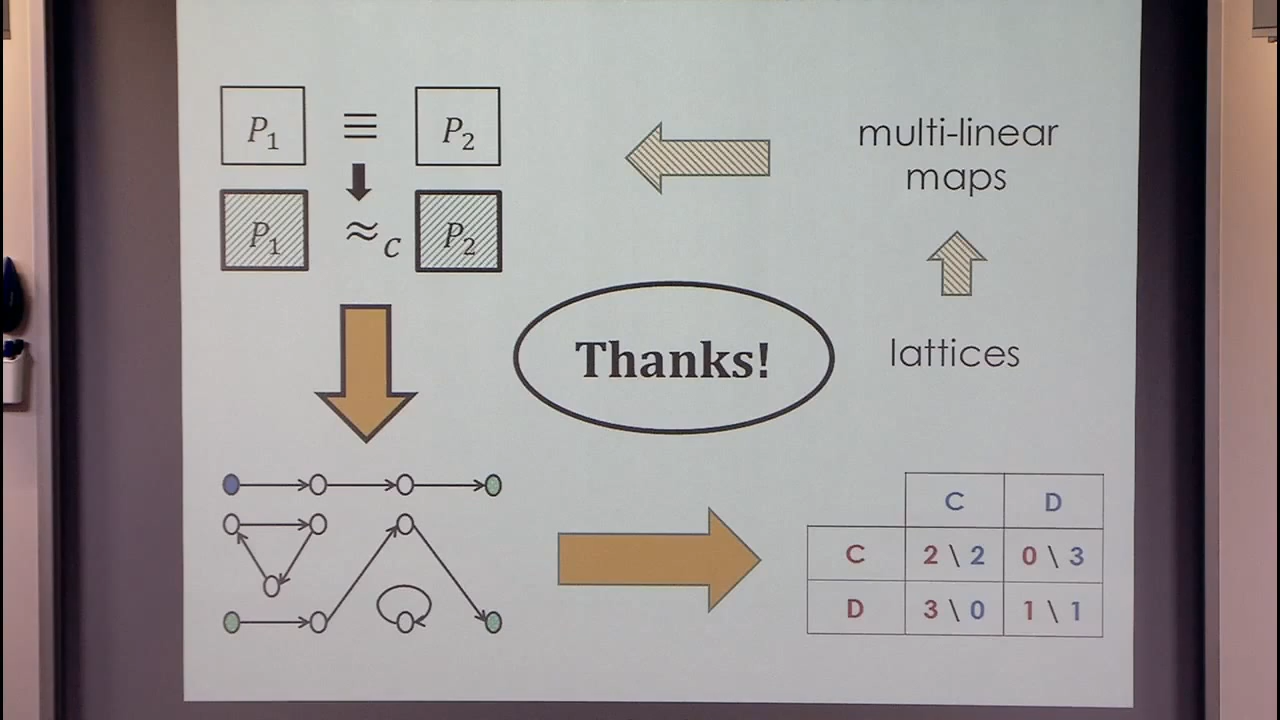 P₁ ≡ P₂
multi-linear
maps
P₁ ≈c P₂
Thanks!
lattices
C D
C 2 \ 2 0 \ 3
D 3 \ 0 1 \ 1